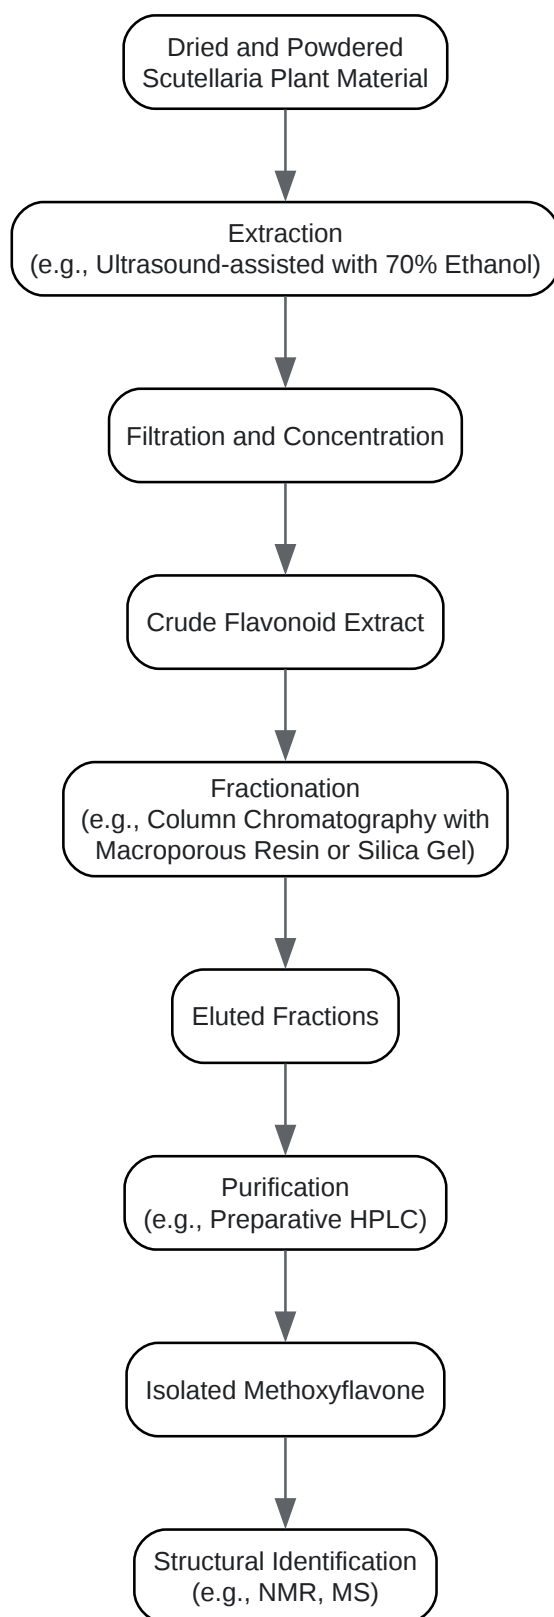 Dried and Powdered
Scutellaria Plant Material
Extraction
(e.g., Ultrasound-assisted with 70% Ethanol)
Filtration and Concentration
Crude Flavonoid Extract
Fractionation
(e.g., Column Chromatography with
Macroporous Resin or Silica Gel)
Eluted Fractions
Purification
(e.g., Preparative HPLC)
Isolated Methoxyflavone
Structural Identification
(e.g., NMR, MS)